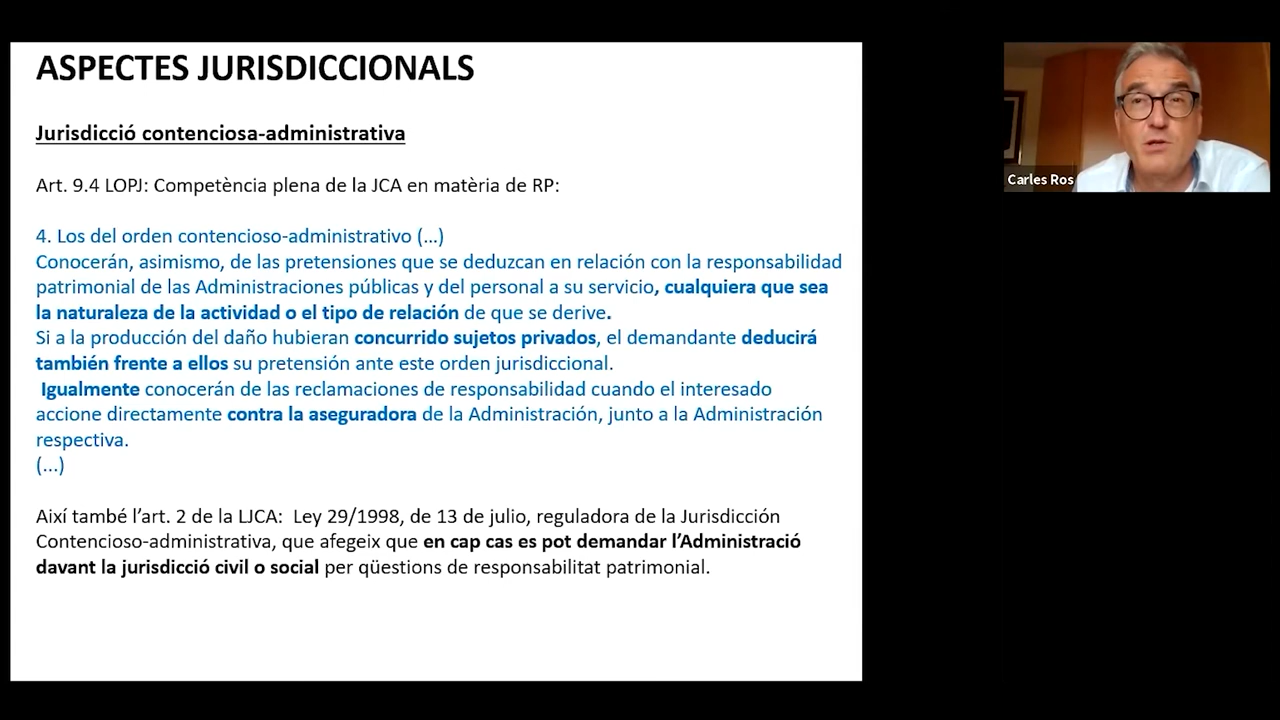 ASPECTES JURISDICCIONALS
Jurisdicció contenciosa-administrativa
Art. 9.4 LOPJ: Competència plena de la JCA en matèria de RP:
4. Los del orden contencioso-administrativo (...)
Conocerán, asimismo, de las pretensiones que se deduzcan en relación con la responsabilidad
patrimonial de las Administraciones públicas y del personal a su servicio, cualquiera que sea
la naturaleza de la actividad o el tipo de relación de que se derive.
Si a la producción del daño hubieran concurrido sujetos privados, el demandante deducirá
también frente a ellos su pretensión ante este orden jurisdiccional.
Igualmente conocerán de las reclamaciones de responsabilidad cuando el interesado
accione directamente contra la aseguradora de la Administración, junto a la Administración
respectiva.
(...)
Així també l'art. 2 de la LJCA: Ley 29/1998, de 13 de julio, reguladora de la Jurisdicción
Contencioso-administrativa, que afegeix que en cap cas es pot demandar l'Administració
davant la jurisdicció civil o social per qüestions de responsabilitat patrimonial.
Carles Ros